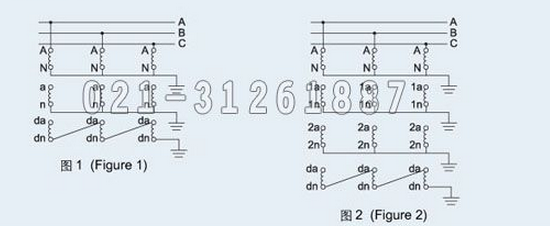 A A
B B
C C
A A A A A A
N N N N N N
a a a 1a 1a 1a
n n n 1n 1n 1n
021-31261887
da da da 2a 2a 2a
dn dn dn 2n 2n 2n
da da da
dn dn dn
图1 (Figure 1)
图2 (Figure 2)